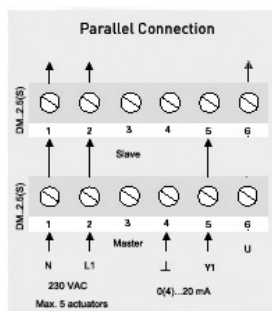 Parallel Connection
DM..2.5(S)
1 2 3 4 5 6
Slave
DM..2.5(S)
1 2 3 4 5 6
Master
N L1 ⊥ Y1 U
230 VAC 0(4)...20 mA
Max. 5 actuators